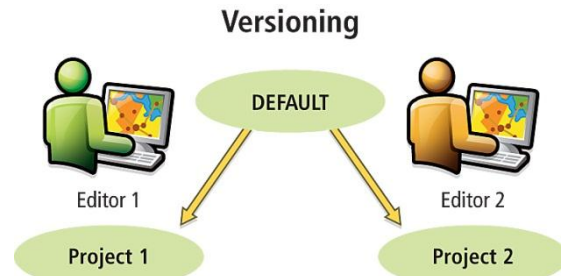 Versioning
DEFAULT
Editor 1
Editor 2
Project 1
Project 2